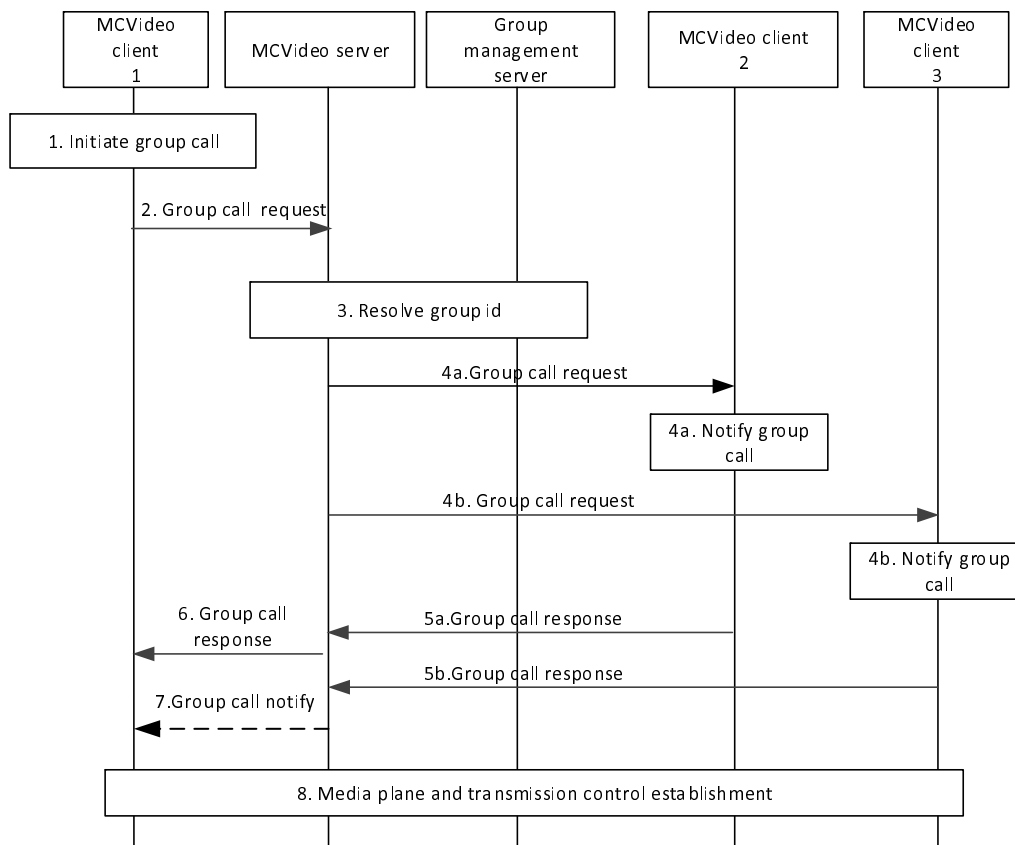 MCVideo
client
1
MCVideo server
Group
management
server
MCVideo client
2
MCVideo
client
3
1. Initiate group call
2. Group call request
3. Resolve group id
4a.Group call request
4a. Notify group
call
4b. Group call request
4b. Notify group
call
6. Group call
response
5a.Group call response
5b.Group call response
7.Group call notify
8. Media plane and transmission control establishment